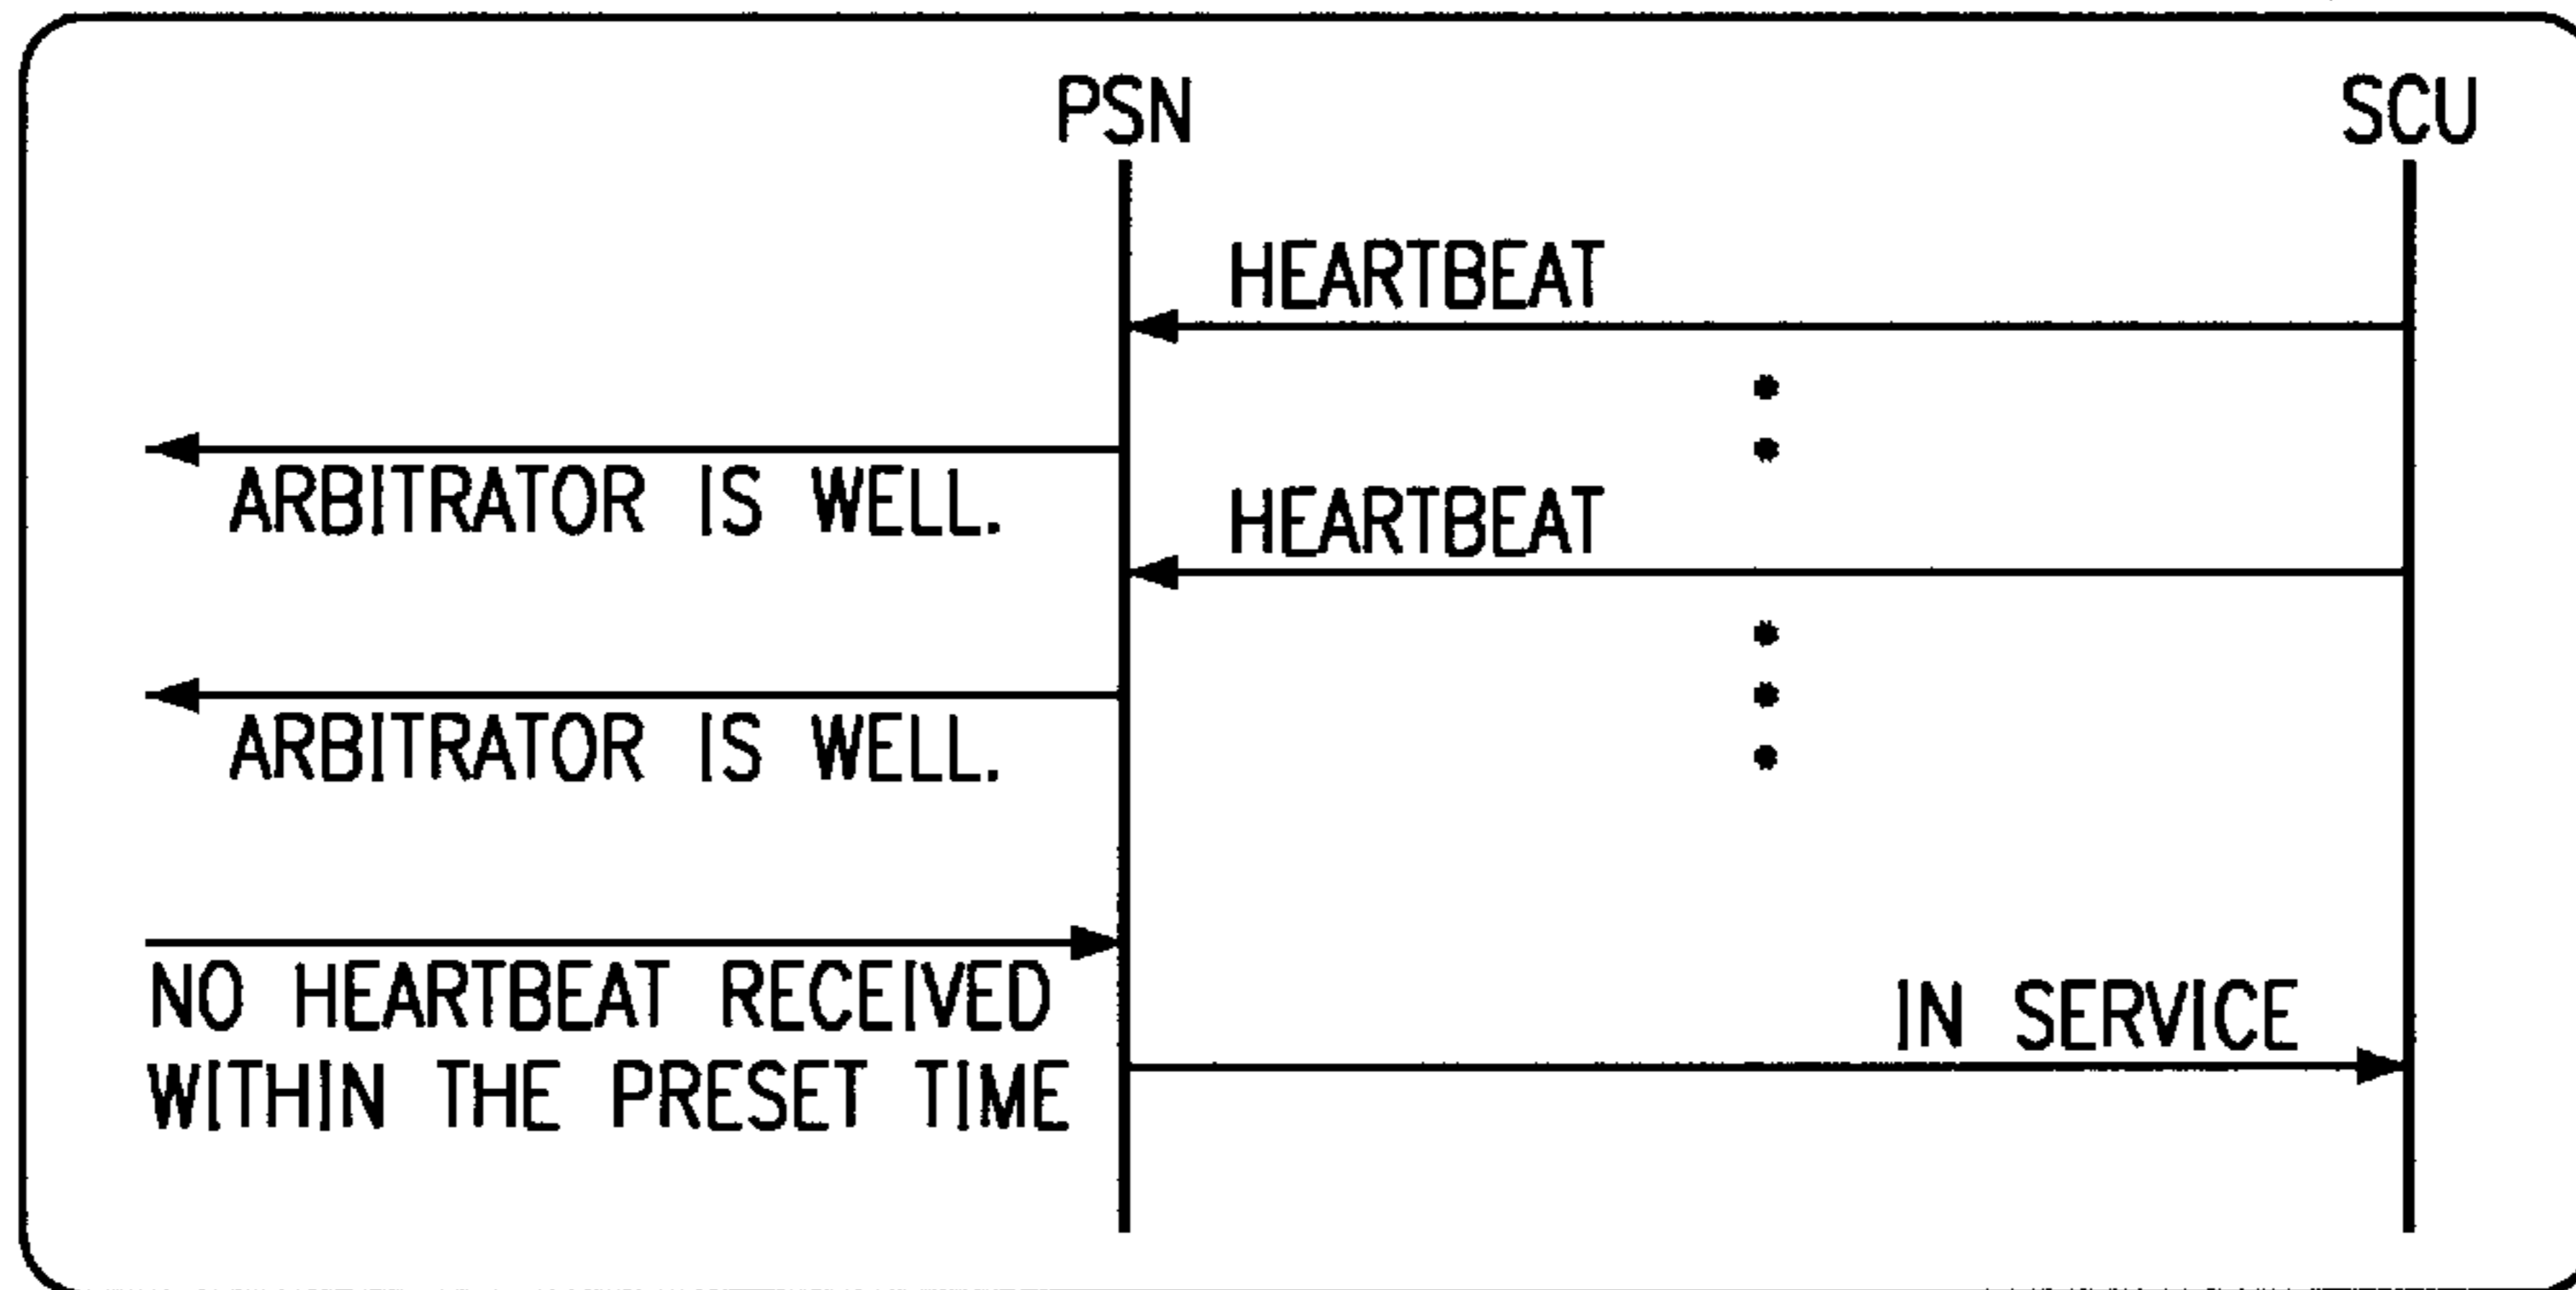 PSN
SCU
HEARTBEAT
ARBITRATOR IS WELL.
HEARTBEAT
ARBITRATOR IS WELL.
NO HEARTBEAT RECEIVED
WITHIN THE PRESET TIME
IN SERVICE